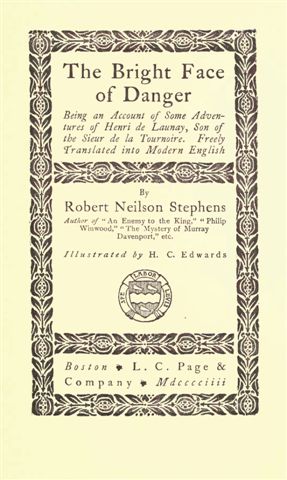 The Bright Face
of Danger
Being an Account of Some Adven-
tures of Henri de Launay, Son of
the Sieur de la Tournoire. Freely
Translated into Modern English
By
Robert Neilson Stephens
Author of "An Enemy to the King," "Philip
Winwood," "The Mystery of Murray
Davenport," etc.
Illustrated by H. C. Edwards
LABOR
Boston L. C. Page &
Company Mdcccciiii